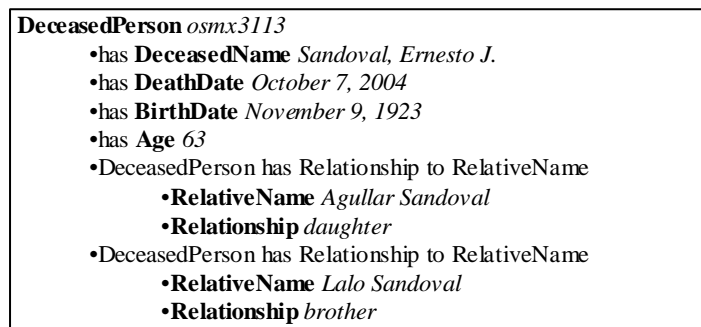 DeceasedPerson osmx3113
•has DeceasedName Sandoval, Ernesto J.
•has DeathDate October 7, 2004
•has BirthDate November 9, 1923
•has Age 63
•DeceasedPerson has Relationship to RelativeName
•RelativeName Agullar Sandoval
•Relationship daughter
•DeceasedPerson has Relationship to RelativeName
•RelativeName Lalo Sandoval
•Relationship brother